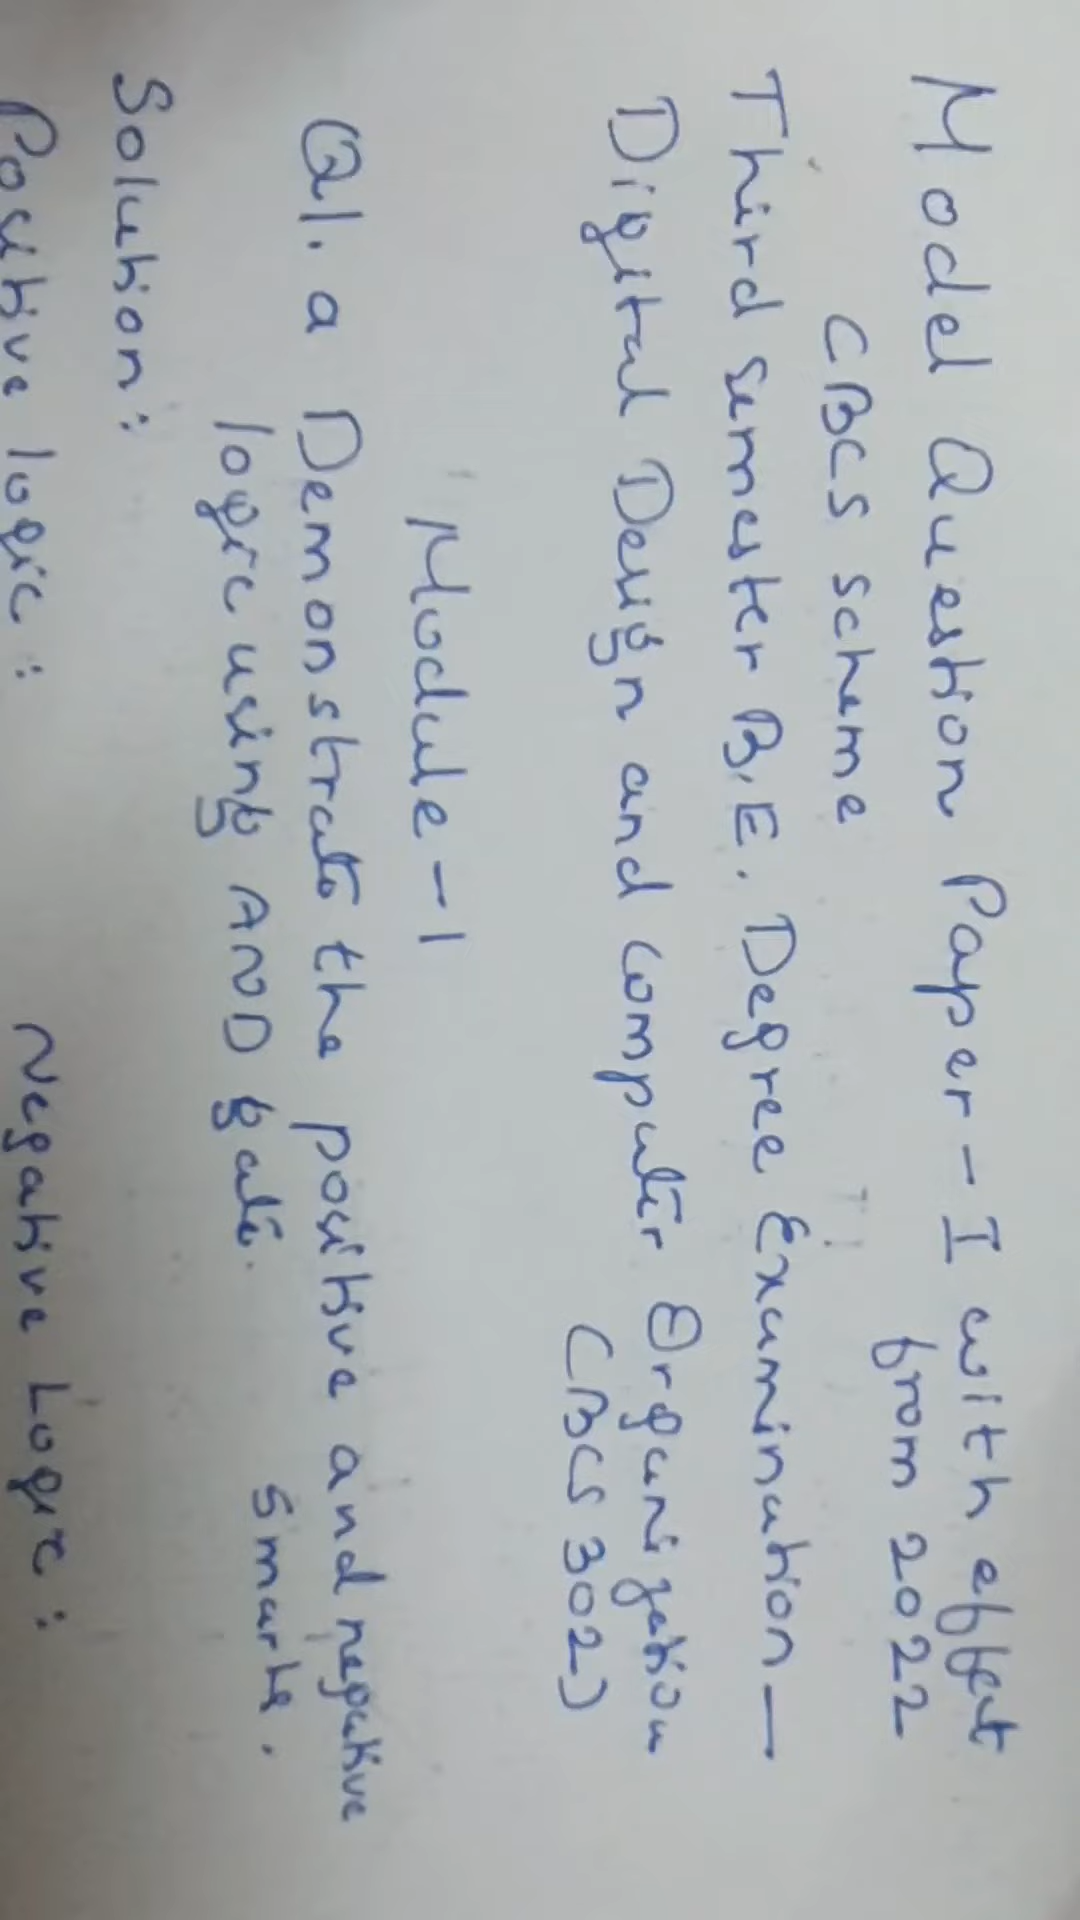 Model Question Paper - I with effect
from 2022
CBCS scheme
Third semester B.E. Degree Examination -
Digital Design and Computer Organization
(BCS 302)
Module - 1
Q1. a Demonstrate the positive and negative
logic using AND gate. 5 marks.
Solution:
Positive logic : Negative Logic :